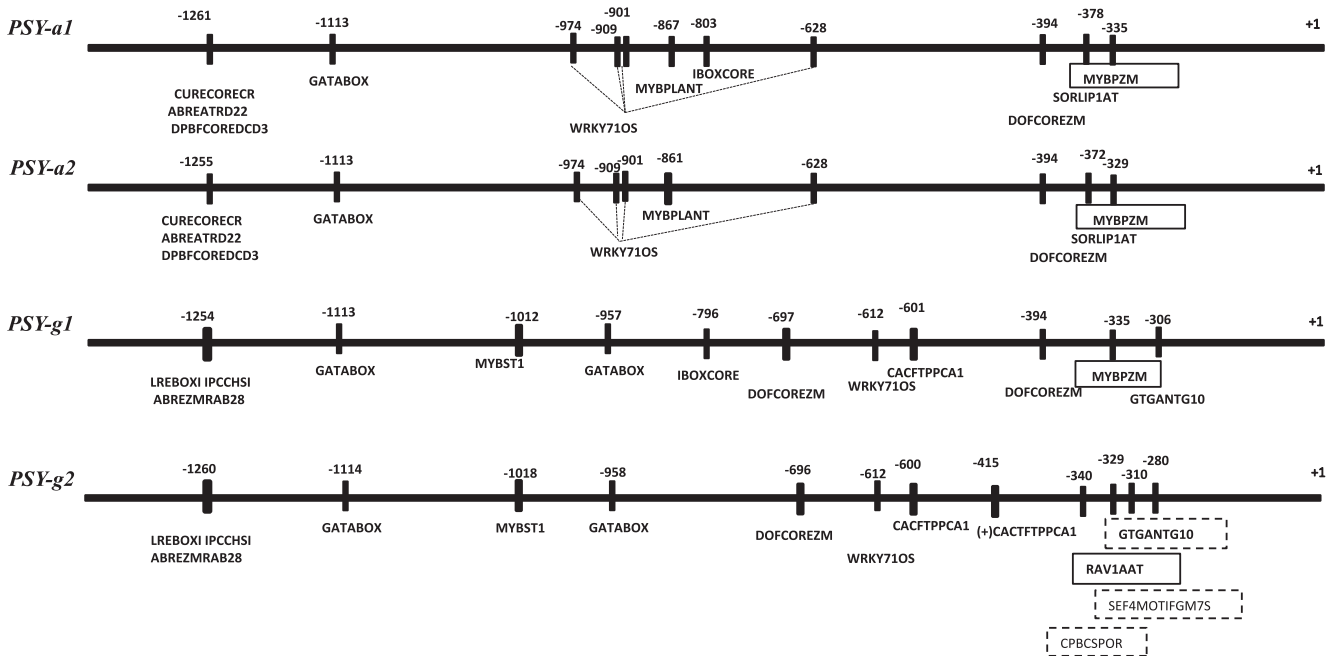 PSY-a1
-1261 -1113 -974 -909 -901 -867 -803 -628 -394 -378 -335 +1
CURECORECR
ABREATRD22
DPBFCOREDCD3
GATABOX
WRKY71OS
MYBPLANT
IBOXCORE
DOFCOREZM
SORLIP1AT
MYBPZM
PSY-a2
-1255 -1113 -974 -909 -901 -861 -628 -394 -372 -329 +1
CURECORECR
ABREATRD22
DPBFCOREDCD3
GATABOX
WRKY71OS
MYBPLANT
DOFCOREZM
SORLIP1AT
MYBPZM
PSY-g1
-1254 -1113 -1012 -957 -796 -697 -612 -601 -394 -335 -306 +1
LREBOXI IPCCHSI
ABREZMRAB28
GATABOX
MYBST1
GATABOX
IBOXCORE
DOFCOREZM
WRKY71OS
CACFTPPCA1
DOFCOREZM
MYBPZM
GTGANTG10
PSY-g2
-1260 -1114 -1018 -958 -696 -612 -600 -415 -340 -329 -310 -280 +1
LREBOXI IPCCHSI
ABREZMRAB28
GATABOX
MYBST1
GATABOX
DOFCOREZM
WRKY71OS
CACFTPPCA1
(+)CACTFTPPCA1
GTGANTG10
RAV1AAT
SEF4MOTIFGM7S
CPBCSPOR